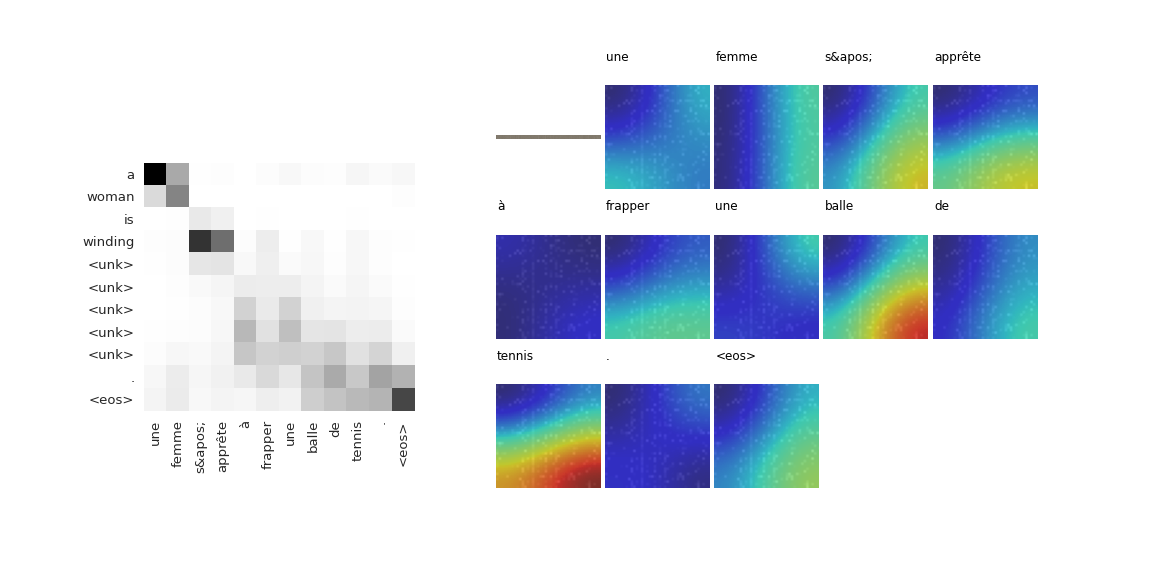 a
woman
is
winding
<unk>
<unk>
<unk>
<unk>
<unk>
.
<eos>
une
femme
s&apos;
apprête
à
frapper
une
balle
de
tennis
.
<eos>
une femme s&apos; apprête
à frapper une balle de
tennis . <eos>